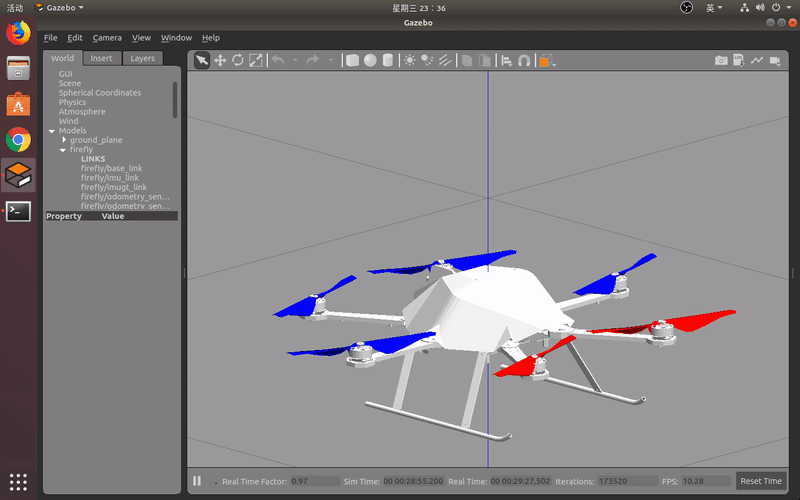 活动 Gazebo 星期三 23：36 英
Gazebo
File Edit Camera View Window Help
World Insert Layers
GUI
Scene
Spherical Coordinates
Physics
Atmosphere
Wind
Models
ground_plane
firefly
LINKS
firefly/base_link
firefly/imu_link
firefly/imugt_link
firefly/odometry_sen...
firefly/odometry_sen...
Property Value
Real Time Factor: 0.97 Sim Time: 00 00:28:55.200 Real Time: 00 00:29:27.502 Iterations: 173520 FPS: 10.28 Reset Time